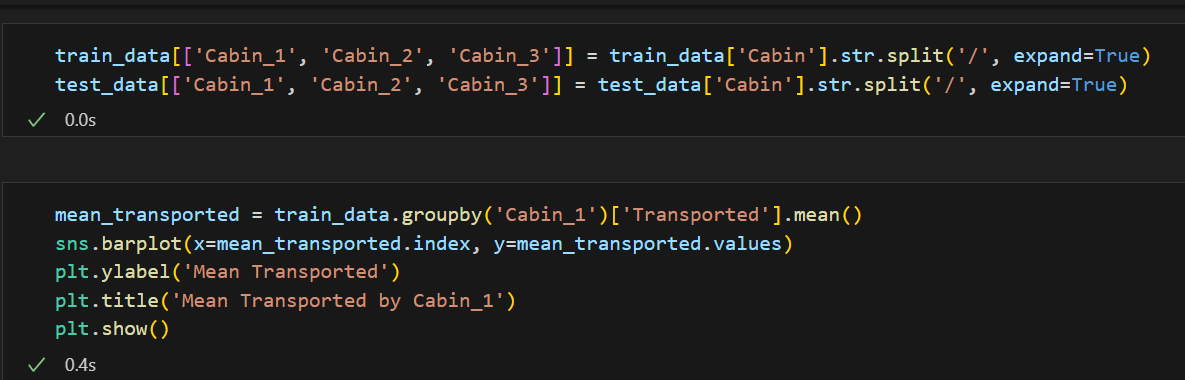 train_data[['Cabin_1', 'Cabin_2', 'Cabin_3']] = train_data['Cabin'].str.split('/', expand=True)
test_data[['Cabin_1', 'Cabin_2', 'Cabin_3']] = test_data['Cabin'].str.split('/', expand=True)
0.0s
mean_transported = train_data.groupby('Cabin_1')['Transported'].mean()
sns.barplot(x=mean_transported.index, y=mean_transported.values)
plt.ylabel('Mean Transported')
plt.title('Mean Transported by Cabin_1')
plt.show()
0.4s